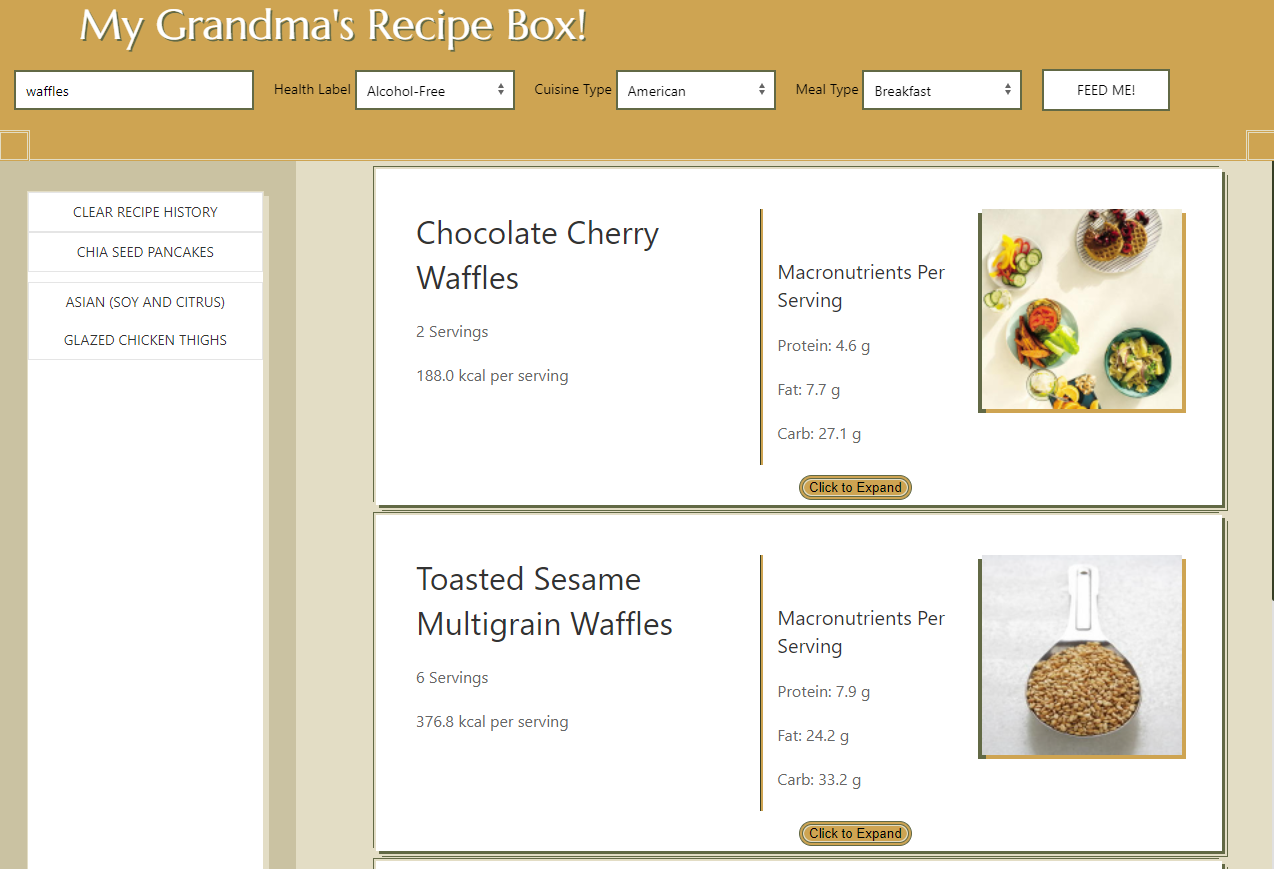 My Grandma's Recipe Box!
waffles
Health Label
Alcohol-Free
Cuisine Type
American
Meal Type
Breakfast
FEED ME!
CLEAR RECIPE HISTORY
CHIA SEED PANCAKES
ASIAN (SOY AND CITRUS)
GLAZED CHICKEN THIGHS
Chocolate Cherry
Waffles
2 Servings
188.0 kcal per serving
Macronutrients Per
Serving
Protein: 4.6 g
Fat: 7.7 g
Carb: 27.1 g
Click to Expand
Toasted Sesame
Multigrain Waffles
6 Servings
376.8 kcal per serving
Macronutrients Per
Serving
Protein: 7.9 g
Fat: 24.2 g
Carb: 33.2 g
Click to Expand